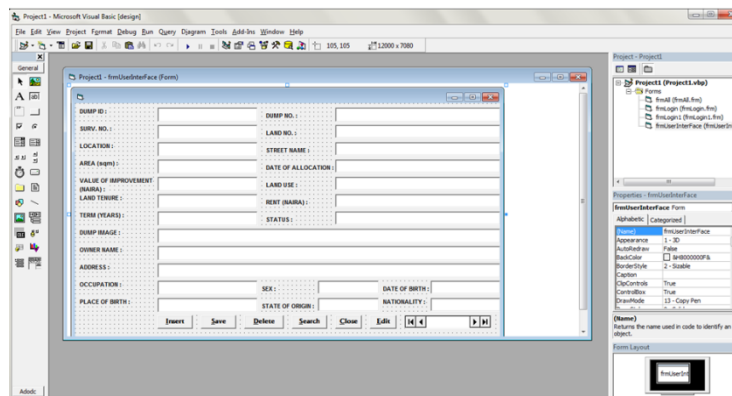 Project1 - Microsoft Visual Basic [design]
File Edit View Project Format Debug Run Query Diagram Tools Add-Ins Window Help
105, 105 12000 x 7080
General
Project1 - frmUserInterFace (Form)
DUMP ID :
DUMP NO. :
SURV. NO. :
LAND NO. :
LOCATION :
STREET NAME :
AREA (sqm) :
DATE OF ALLOCATION :
VALUE OF IMPROVEMENT (NAIRA) :
LAND USE :
LAND TENURE :
RENT (NAIRA) :
TERM (YEARS) :
STATUS :
DUMP IMAGE :
OWNER NAME :
ADDRESS :
OCCUPATION :
SEX :
DATE OF BIRTH :
PLACE OF BIRTH :
STATE OF ORIGIN :
NATIONALITY :
Insert Save Delete Search Close Edit
Adodc
Project - Project1
Project1 (Project1.vbp)
Forms
frmAll (frmAll.frm)
frmLogin (frmLogin.frm)
frmLogin1 (frmLogin1.frm)
frmUserInterFace (frmUserIn
Properties - frmUserInterFace
frmUserInterFace Form
Alphabetic Categorized
(Name) frmUserInterFace
Appearance 1 - 3D
AutoRedraw False
BackColor &H8000000F&
BorderStyle 2 - Sizable
Caption
ClipControls True
ControlBox True
DrawMode 13 - Copy Pen
(Name)
Returns the name used in code to identify an
object.
Form Layout
frmUserInt